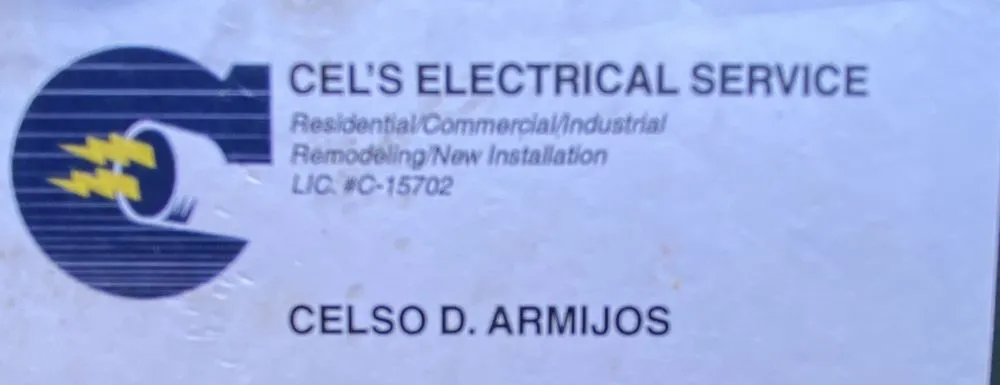 CEL'S ELECTRICAL SERVICE
Residential/Commercial/Industrial
Remodeling/New Installation
LIC. #C-15702
CELSO D. ARMIJOS